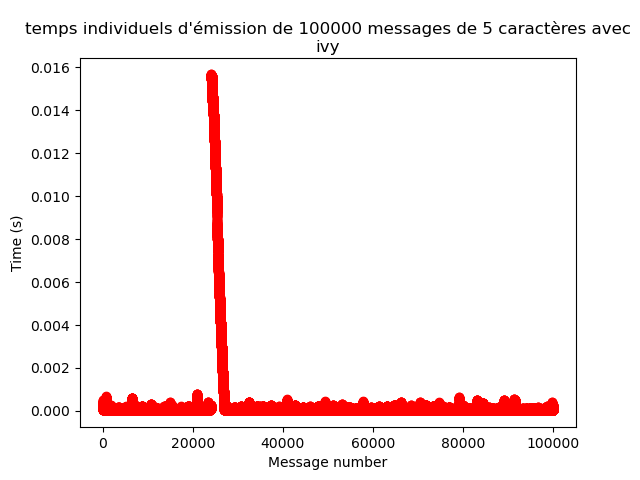 temps individuels d'émission de 100000 messages de 5 caractères avec
ivy
0.016
0.014
0.012
0.010
0.008
0.006
0.004
0.002
0.000
Time (s)
0 20000 40000 60000 80000 100000
Message number